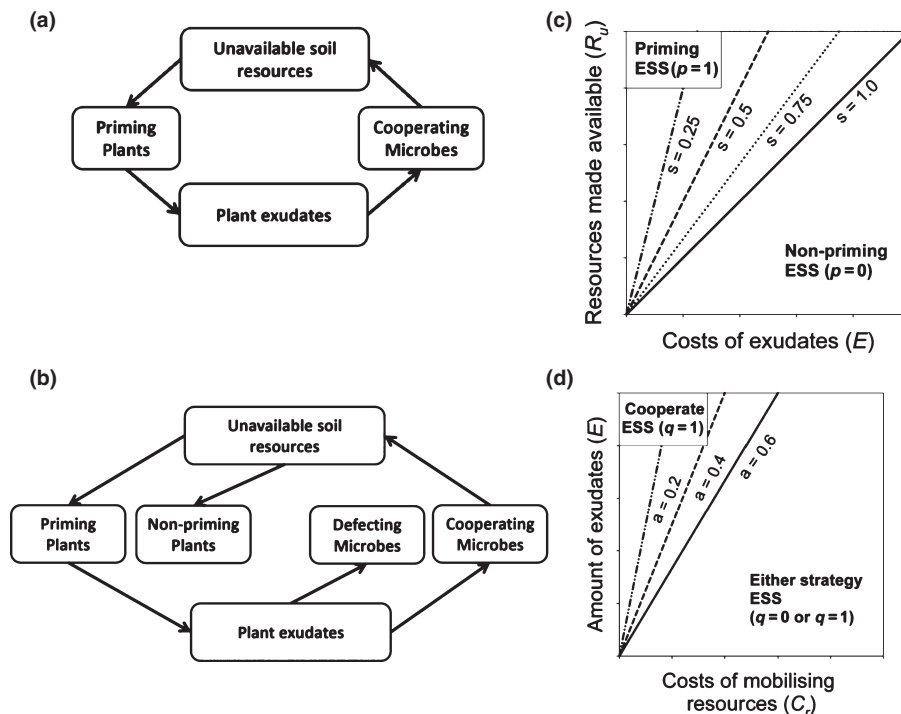 (a)
Unavailable soil
resources
Priming
Plants
Cooperating
Microbes
Plant exudates
(b)
Unavailable soil
resources
Priming
Plants
Non-priming
Plants
Defecting
Microbes
Cooperating
Microbes
Plant exudates
(c)
Resources made available (Ru)
Priming
ESS (p = 1)
s = 0.25
s = 0.5
s = 0.75
s = 1.0
Non-priming
ESS (p = 0)
Costs of exudates (E)
(d)
Amount of exudates (E)
Cooperate
ESS (q = 1)
a = 0.2
a = 0.4
a = 0.6
Either strategy
ESS
(q = 0 or q = 1)
Costs of mobilising
resources (Cr)